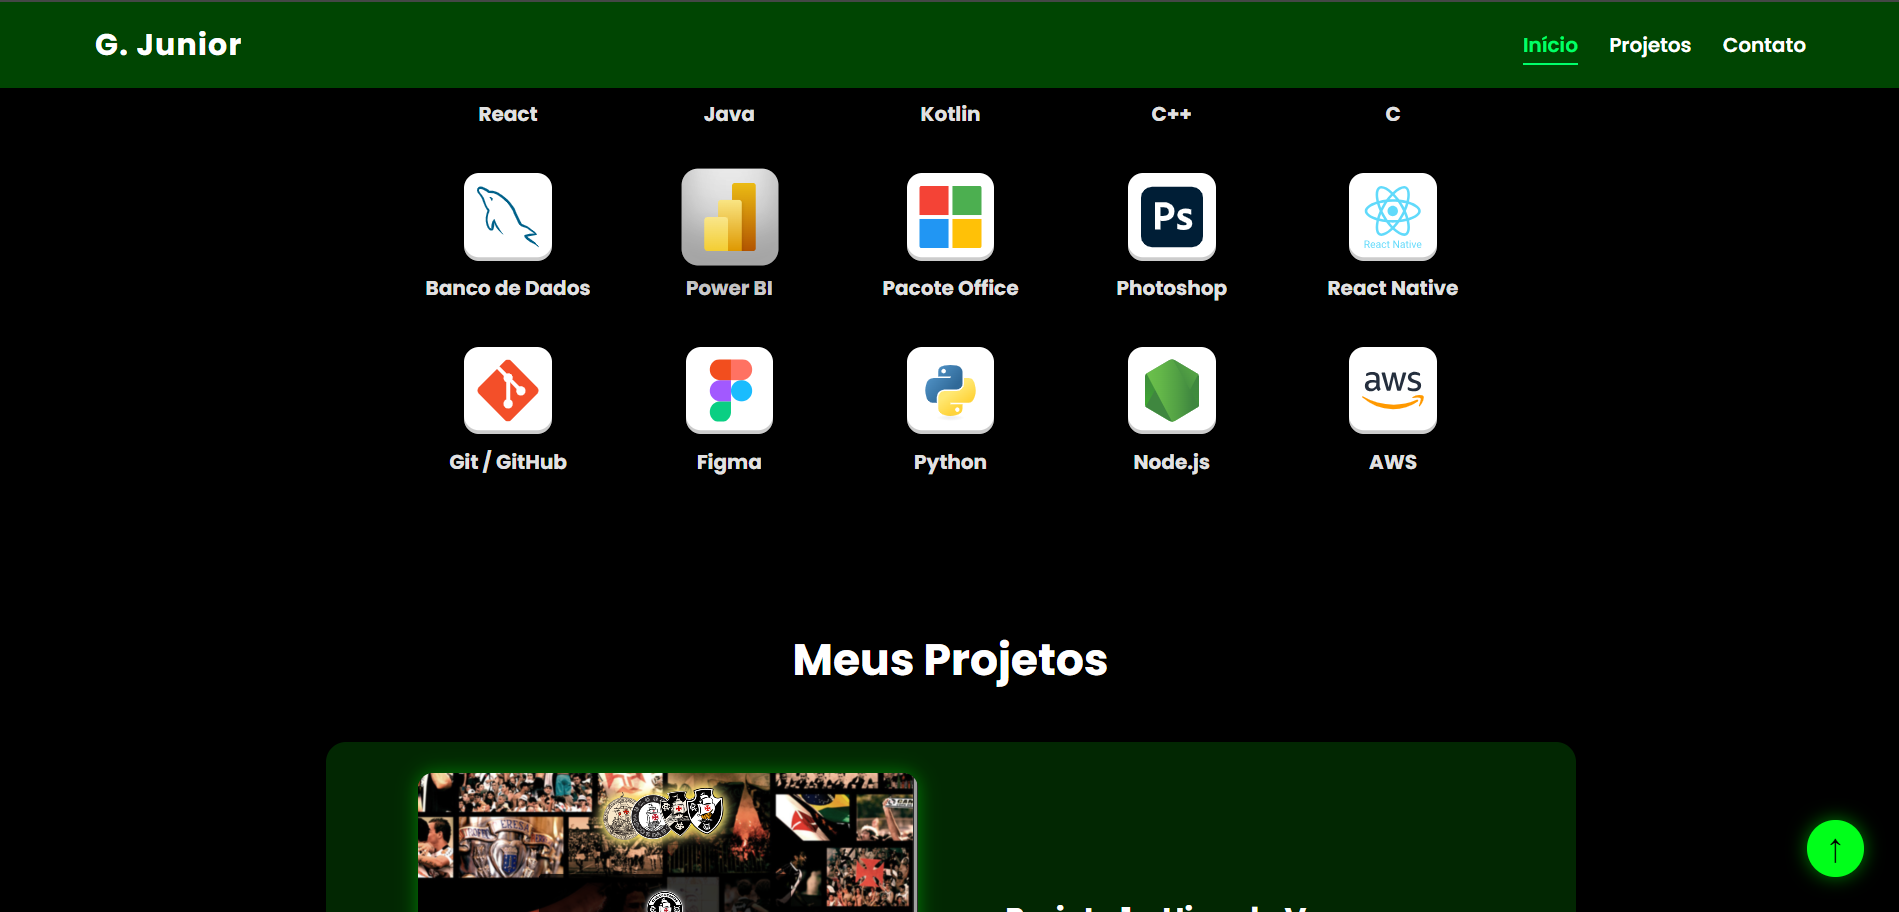 G. Junior
Início Projetos Contato
React Java Kotlin C++ C
Ps
React Native
Banco de Dados Power BI Pacote Office Photoshop React Native
aws
Git / GitHub Figma Python Node.js AWS
Meus Projetos
↑